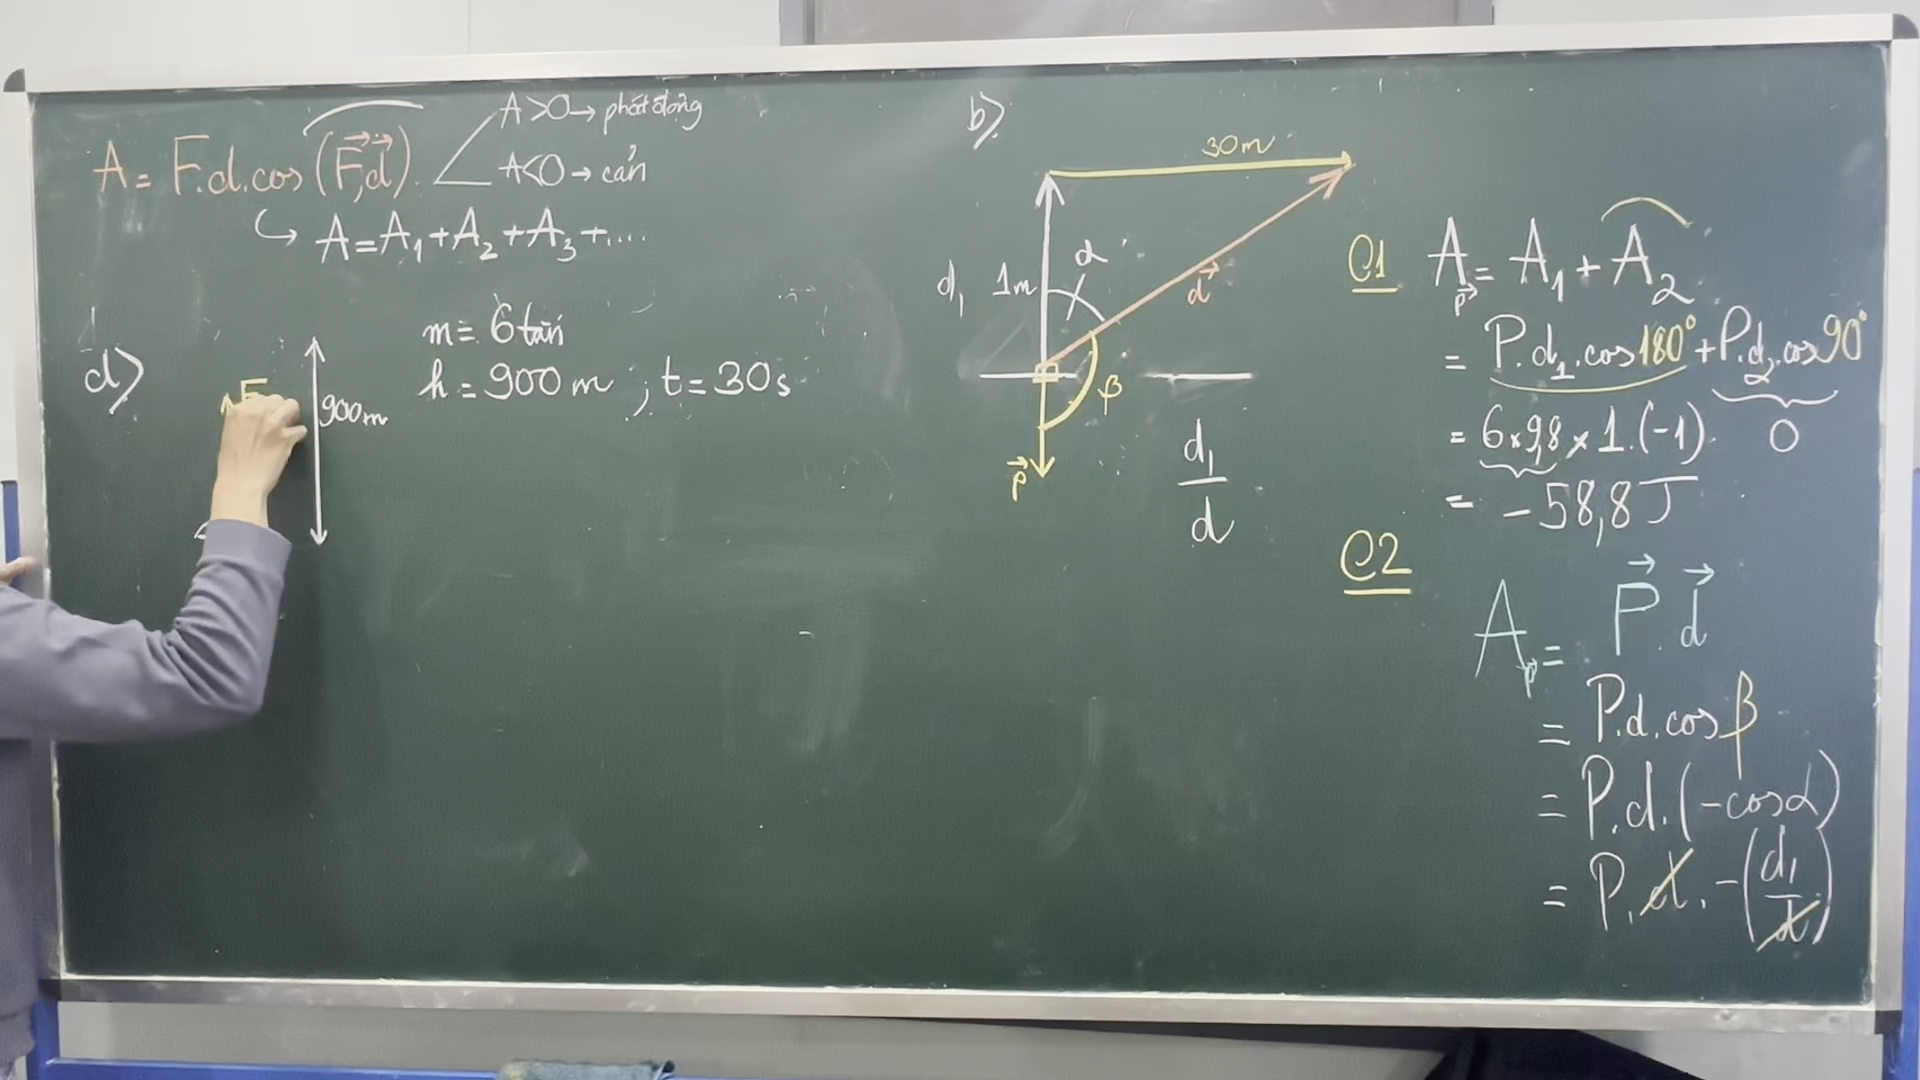 A = F.d.cos(F,d)
A>0 → phát động
A<0 → cản
↪ A = A₁ + A₂ + A₃ + ....
d)
m = 6 tấn
h = 900 m ; t = 30s
F
900m
b)
30m
α
d₁ 1m
d
β
P
d₁
d
C1
A_P = A₁ + A₂
= P.d₁.cos180° + P.d₂.cos90°
= 6×9,8 × 1.(-1) 0
= -58,8 J
C2
A_P = P.d
= P.d.cosβ
= P.d.(-cosα)
= P.d.-(d₁/d)